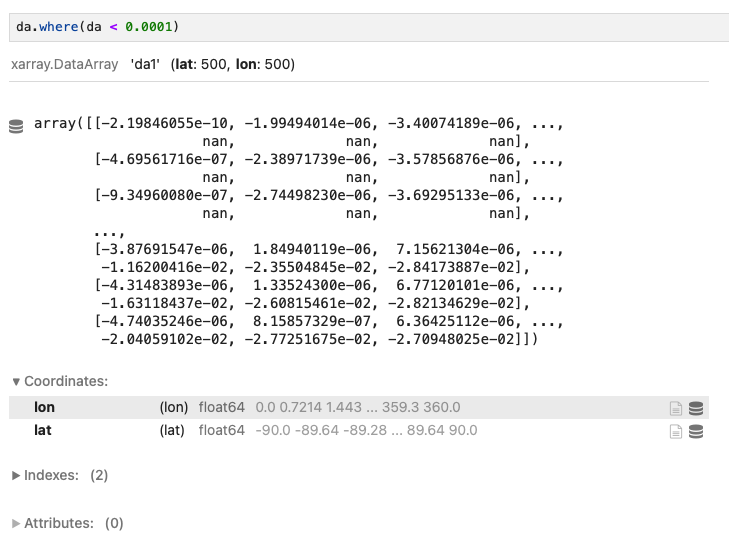 da.where(da < 0.0001)
xarray.DataArray 'da1' (lat: 500, lon: 500)
array([[-2.19846055e-10, -1.99494014e-06, -3.40074189e-06, ...,
nan, nan, nan],
[-4.69561716e-07, -2.38971739e-06, -3.57856876e-06, ...,
nan, nan, nan],
[-9.34960080e-07, -2.74498230e-06, -3.69295133e-06, ...,
nan, nan, nan],
...,
[-3.87691547e-06, 1.84940119e-06, 7.15621304e-06, ...,
-1.16200416e-02, -2.35504845e-02, -2.84173887e-02],
[-4.31483893e-06, 1.33524300e-06, 6.77120101e-06, ...,
-1.63118437e-02, -2.60815461e-02, -2.82134629e-02],
[-4.74035246e-06, 8.15857329e-07, 6.36425112e-06, ...,
-2.04059102e-02, -2.77251675e-02, -2.70948025e-02]])
Coordinates:
lon (lon) float64 0.0 0.7214 1.443 ... 359.3 360.0
lat (lat) float64 -90.0 -89.64 -89.28 ... 89.64 90.0
Indexes: (2)
Attributes: (0)